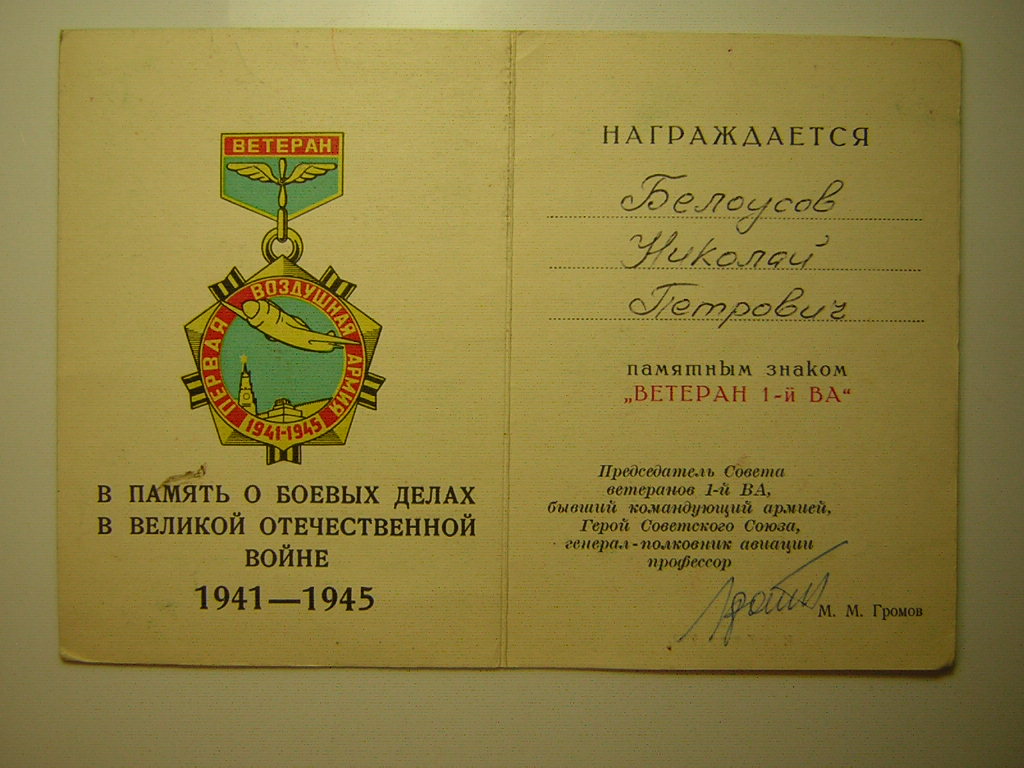 ВЕТЕРАН
ПЕРВАЯ ВОЗДУШНАЯ АРМИЯ
1941-1945
В ПАМЯТЬ О БОЕВЫХ ДЕЛАХ
В ВЕЛИКОЙ ОТЕЧЕСТВЕННОЙ
ВОЙНЕ
1941—1945
НАГРАЖДАЕТСЯ
Белоусов
Николай
Петрович
памятным знаком
„ВЕТЕРАН 1-й ВА“
Председатель Совета
ветеранов 1-й ВА,
бывший командующий армией,
Герой Советского Союза,
генерал-полковник авиации
профессор
М. М. Громов